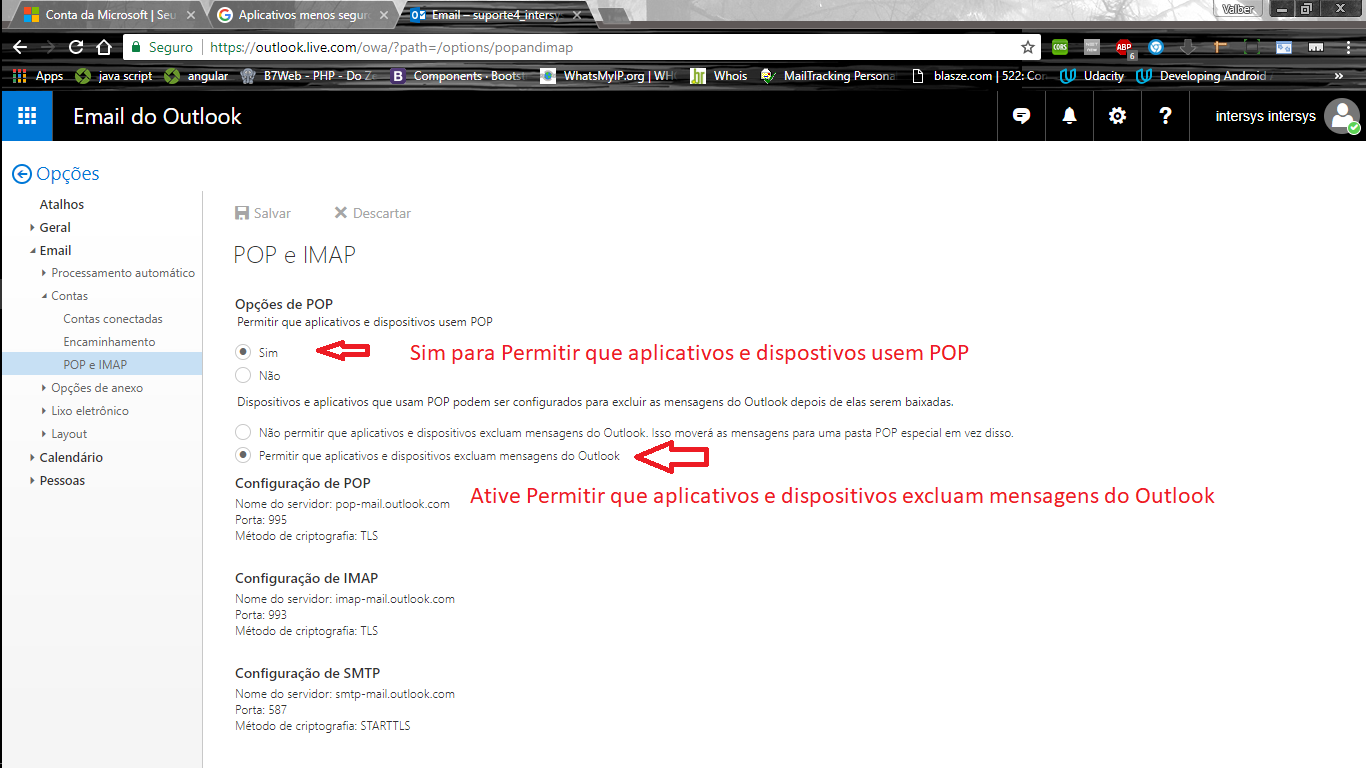 Conta da Microsoft | Seu
Aplicativos menos segur
Email – suporte4_intersy
Valber
Seguro
https://outlook.live.com/owa/?path=/options/popandimap
CORS
ABP
6
Apps
java script
angular
B7Web - PHP - Do Ze
B
Components · Bootst
WhatsMyIP.org | WH
Whois
MailTracking Persona
blasze.com | 522: Con
Udacity
Developing Android
»
Email do Outlook
?
intersys intersys
Opções
Atalhos
Geral
Email
Processamento automático
Contas
Contas conectadas
Encaminhamento
POP e IMAP
Opções de anexo
Lixo eletrônico
Layout
Calendário
Pessoas
Salvar
Descartar
POP e IMAP
Opções de POP
Permitir que aplicativos e dispositivos usem POP
Sim
Sim para Permitir que aplicativos e dispostivos usem POP
Não
Dispositivos e aplicativos que usam POP podem ser configurados para excluir as mensagens do Outlook depois de elas serem baixadas.
Não permitir que aplicativos e dispositivos excluam mensagens do Outlook. Isso moverá as mensagens para uma pasta POP especial em vez disso.
Permitir que aplicativos e dispositivos excluam mensagens do Outlook
Ative Permitir que aplicativos e dispositivos excluam mensagens do Outlook
Configuração de POP
Nome do servidor: pop-mail.outlook.com
Porta: 995
Método de criptografia: TLS
Configuração de IMAP
Nome do servidor: imap-mail.outlook.com
Porta: 993
Método de criptografia: TLS
Configuração de SMTP
Nome do servidor: smtp-mail.outlook.com
Porta: 587
Método de criptografia: STARTTLS